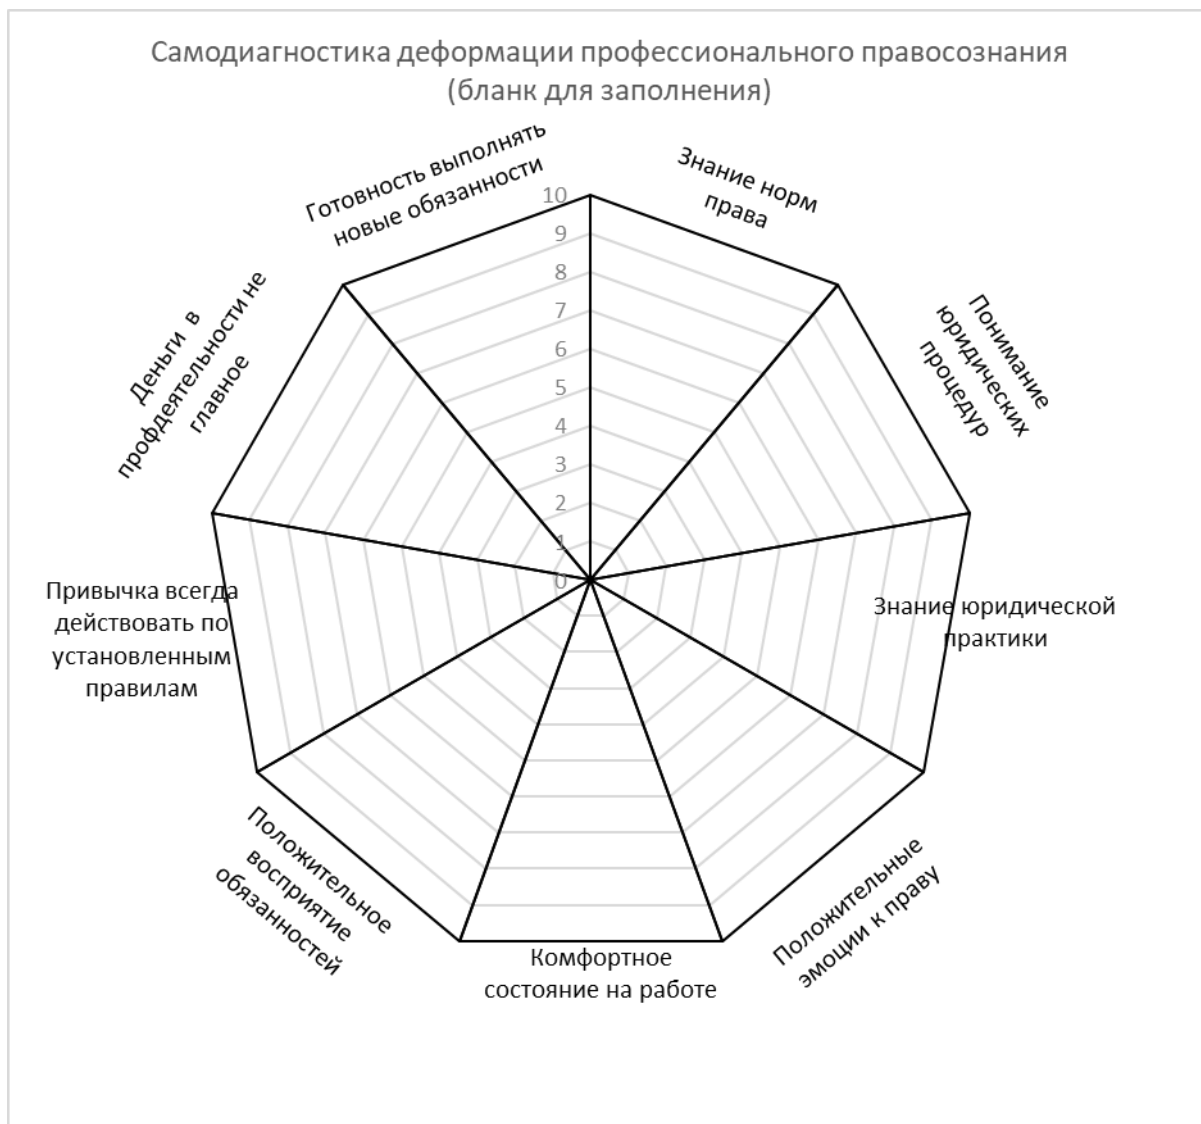 Самодиагностика деформации профессионального правосознания
(бланк для заполнения)
Готовность выполнять
новые обязанности
Знание норм
права
Понимание
юридических
процедур
Знание юридической
практики
Положительные
эмоции к праву
Комфортное
состояние на работе
Положительное
восприятие
обязанностей
Привычка всегда
действовать по
установленным
правилам
Деньги в
профдеятельности не
главное
10
9
8
7
6
5
4
3
2
1
0